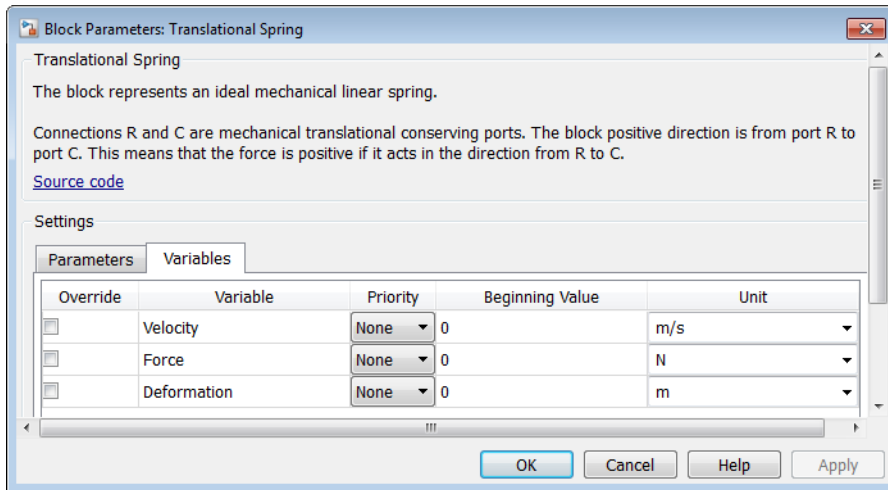 Block Parameters: Translational Spring
Translational Spring
The block represents an ideal mechanical linear spring.
Connections R and C are mechanical translational conserving ports. The block positive direction is from port R to
port C. This means that the force is positive if it acts in the direction from R to C.
Source code
Settings
Parameters Variables
Override Variable Priority Beginning Value Unit
Velocity None 0 m/s
Force None 0 N
Deformation None 0 m
OK Cancel Help Apply